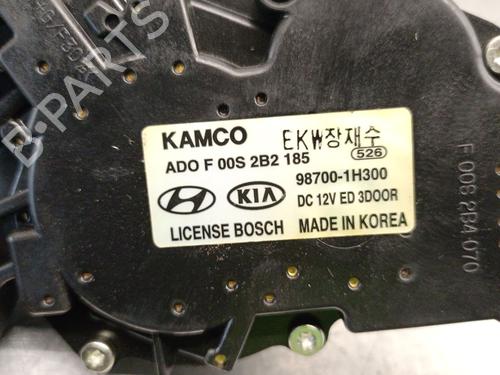 B-PARTS
KAMCO
EKW장재수
ADO F 00S 2B2 185
526
98700-1H300
KIA
DC 12V ED 3DOOR
LICENSE BOSCH
MADE IN KOREA
F 00S 2B4 070